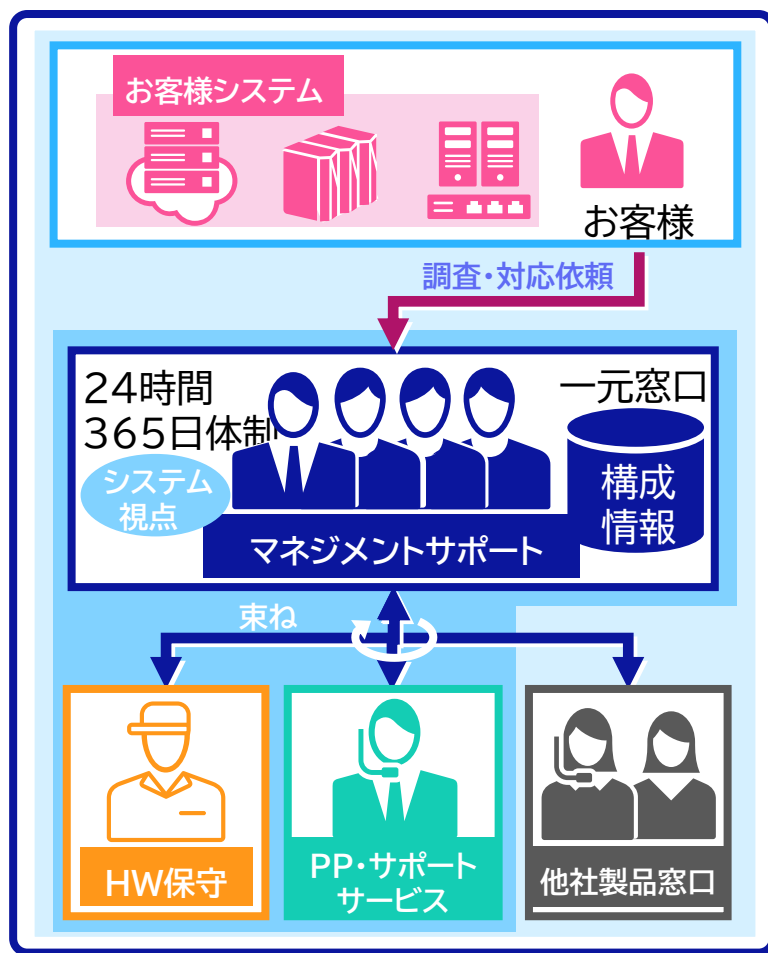 お客様システム
お客様
調査・対応依頼
24時間
365日体制
一元窓口
システム
視点
構成
情報
マネジメントサポート
束ね
HW保守
PP・サポート
サービス
他社製品窓口